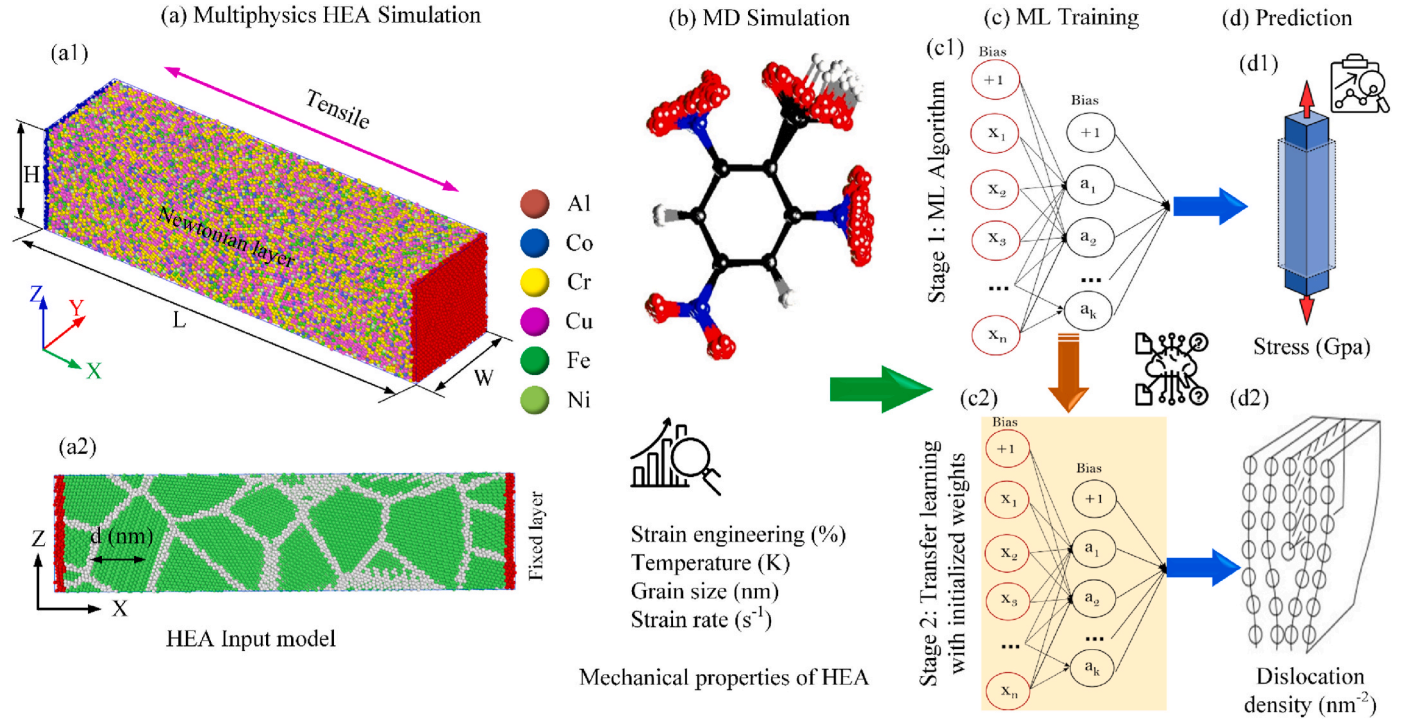 (a) Multiphysics HEA Simulation
(a1)
Tensile
H
Newtonian layer
L
W
Z
Y
X
Al
Co
Cr
Cu
Fe
Ni
(a2)
d (nm)
Fixed layer
Z
X
HEA Input model
(b) MD Simulation
Strain engineering (%)
Temperature (K)
Grain size (nm)
Strain rate (s⁻¹)
Mechanical properties of HEA
(c) ML Training
(c1)
Stage 1: ML Algorithm
Bias
+1
x₁
x₂
x₃
...
xₙ
Bias
+1
a₁
a₂
...
aₖ
(c2)
Stage 2: Transfer learning
with initialized weights
Bias
+1
x₁
x₂
x₃
...
xₙ
Bias
+1
a₁
a₂
...
aₖ
(d) Prediction
(d1)
Stress (Gpa)
? 
?
(d2)
Dislocation
density (nm⁻²)